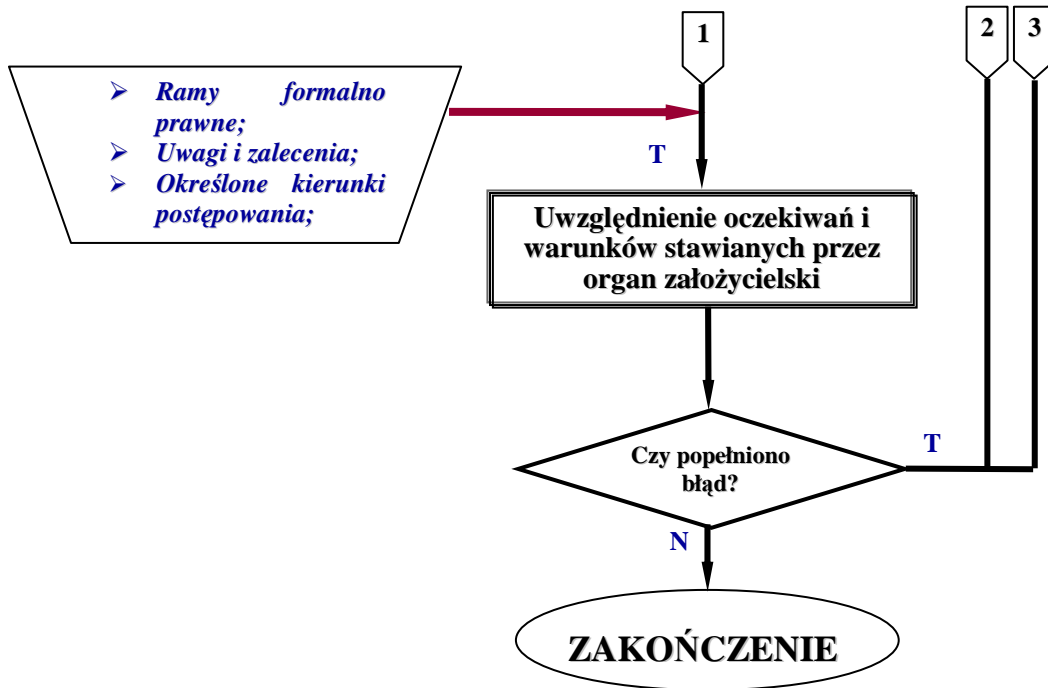 1
2
3
➢ Ramy formalno
prawne;
➢ Uwagi i zalecenia;
➢ Określone kierunki
postępowania;
T
Uwzględnienie oczekiwań i
warunków stawianych przez
organ założycielski
Czy popełniono
błąd?
T
N
ZAKOŃCZENIE